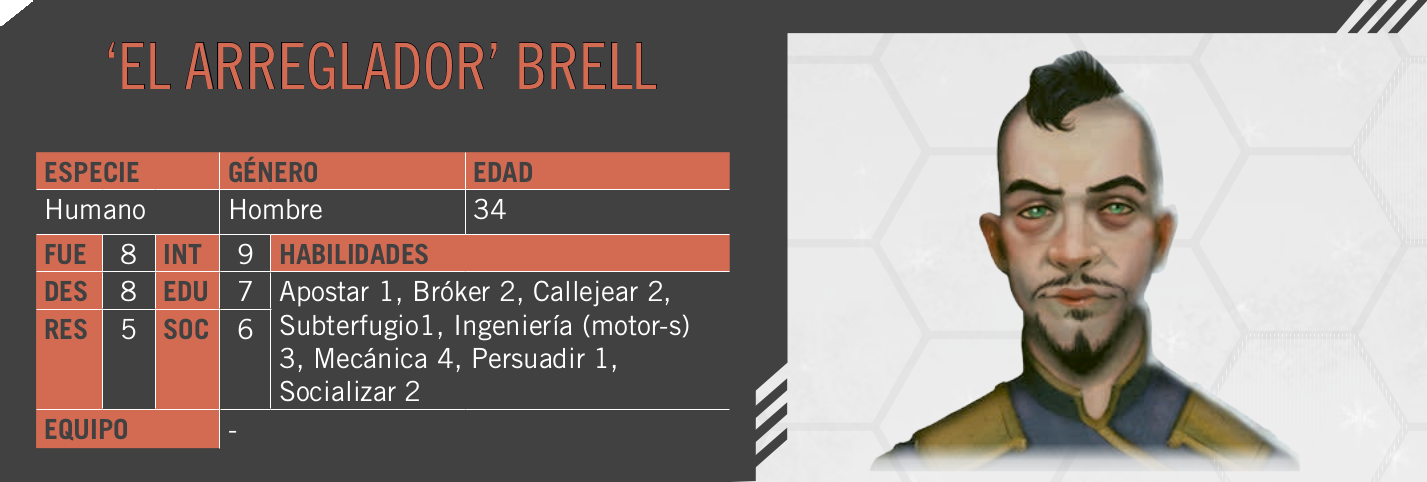 ‘EL ARREGLADOR’ BRELL
ESPECIE GÉNERO EDAD
Humano Hombre 34
FUE 8 INT 9 HABILIDADES
DES 8 EDU 7 Apostar 1, Bróker 2, Callejear 2,
RES 5 SOC 6 Subterfugio1, Ingeniería (motor-s)
3, Mecánica 4, Persuadir 1,
Socializar 2
EQUIPO -